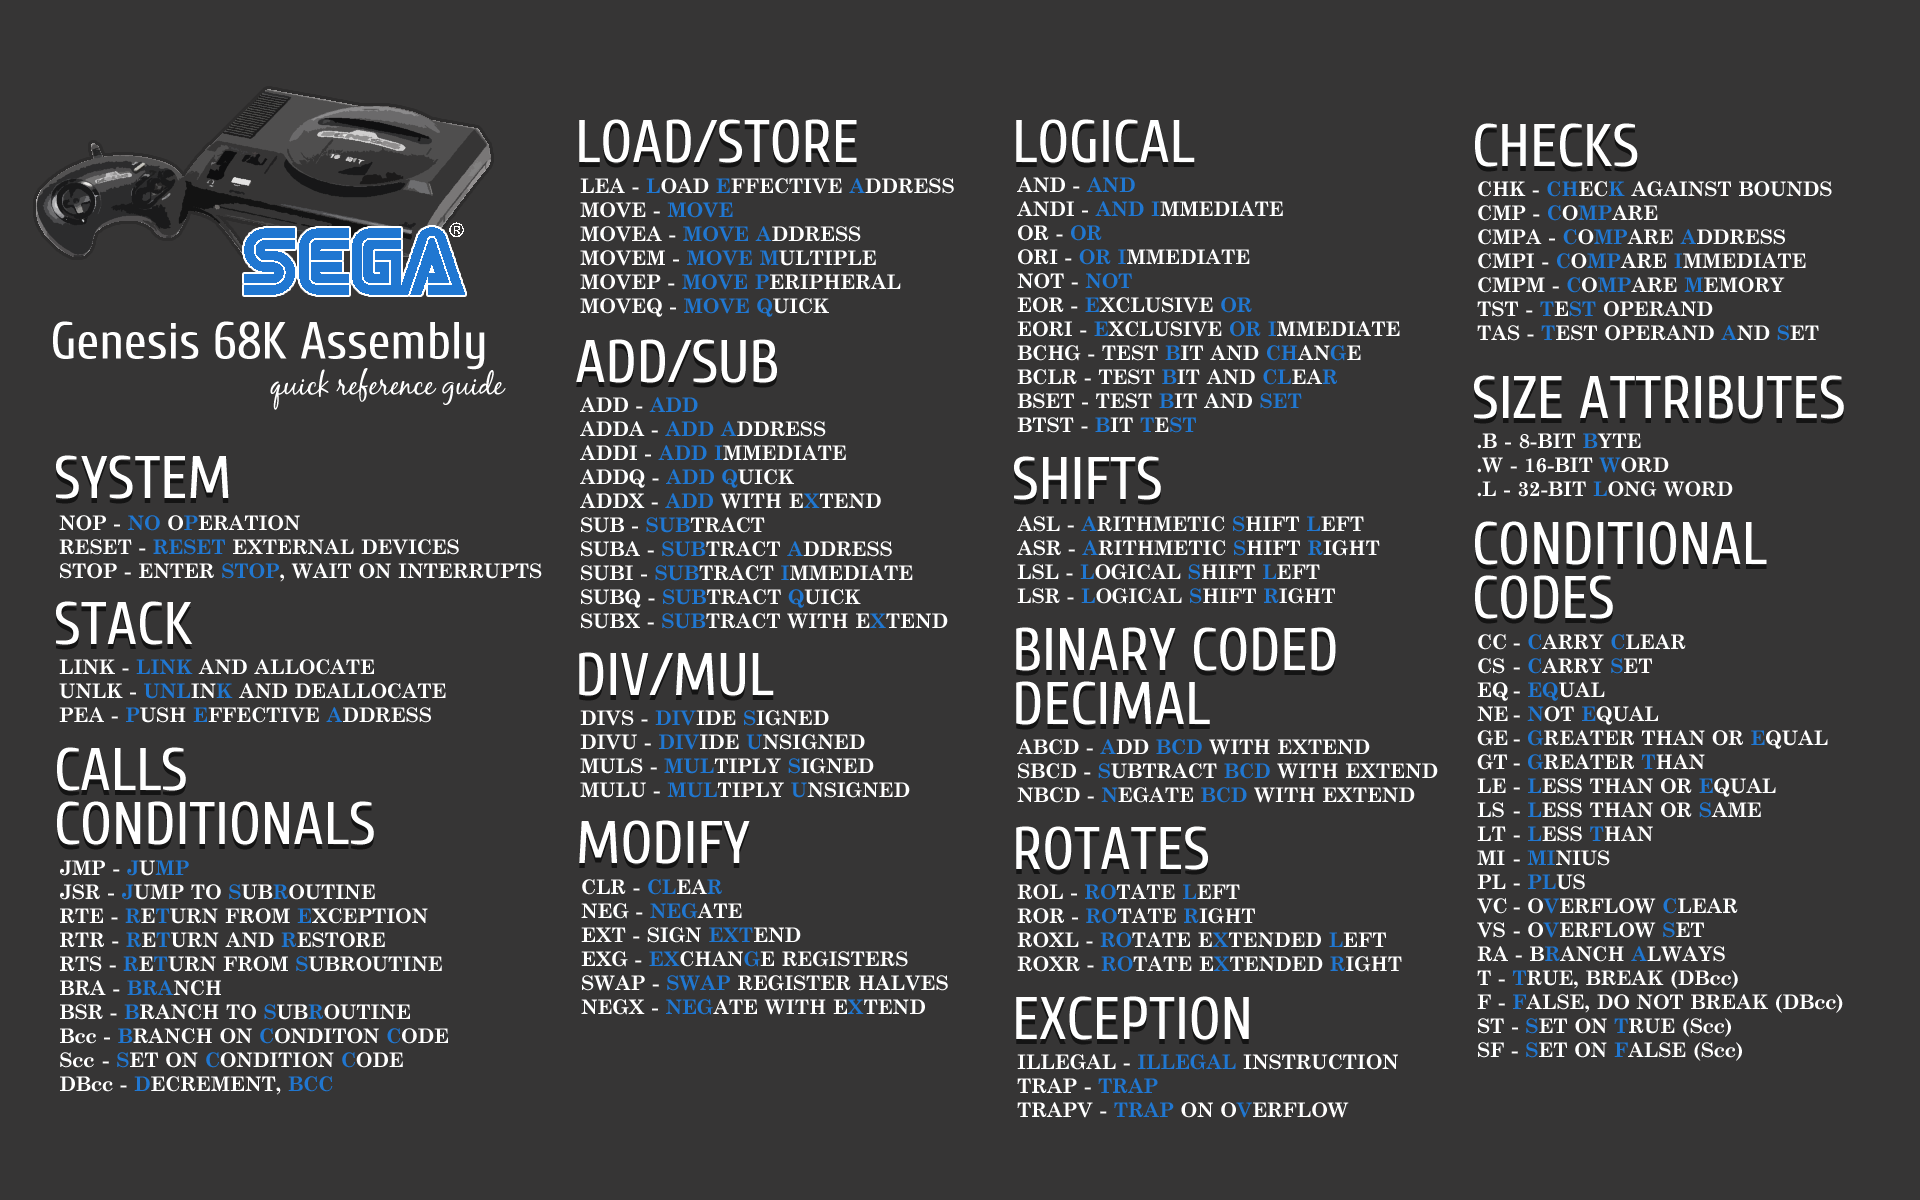 16 BIT
SEGA®
Genesis 68K Assembly
quick reference guide
SYSTEM
NOP - NO OPERATION
RESET - RESET EXTERNAL DEVICES
STOP - ENTER STOP, WAIT ON INTERRUPTS
STACK
LINK - LINK AND ALLOCATE
UNLK - UNLINK AND DEALLOCATE
PEA - PUSH EFFECTIVE ADDRESS
CALLS
CONDITIONALS
JMP - JUMP
JSR - JUMP TO SUBROUTINE
RTE - RETURN FROM EXCEPTION
RTR - RETURN AND RESTORE
RTS - RETURN FROM SUBROUTINE
BRA - BRANCH
BSR - BRANCH TO SUBROUTINE
Bcc - BRANCH ON CONDITON CODE
Scc - SET ON CONDITION CODE
DBcc - DECREMENT, BCC
LOAD/STORE
LEA - LOAD EFFECTIVE ADDRESS
MOVE - MOVE
MOVEA - MOVE ADDRESS
MOVEM - MOVE MULTIPLE
MOVEP - MOVE PERIPHERAL
MOVEQ - MOVE QUICK
ADD/SUB
ADD - ADD
ADDA - ADD ADDRESS
ADDI - ADD IMMEDIATE
ADDQ - ADD QUICK
ADDX - ADD WITH EXTEND
SUB - SUBTRACT
SUBA - SUBTRACT ADDRESS
SUBI - SUBTRACT IMMEDIATE
SUBQ - SUBTRACT QUICK
SUBX - SUBTRACT WITH EXTEND
DIV/MUL
DIVS - DIVIDE SIGNED
DIVU - DIVIDE UNSIGNED
MULS - MULTIPLY SIGNED
MULU - MULTIPLY UNSIGNED
MODIFY
CLR - CLEAR
NEG - NEGATE
EXT - SIGN EXTEND
EXG - EXCHANGE REGISTERS
SWAP - SWAP REGISTER HALVES
NEGX - NEGATE WITH EXTEND
LOGICAL
AND - AND
ANDI - AND IMMEDIATE
OR - OR
ORI - OR IMMEDIATE
NOT - NOT
EOR - EXCLUSIVE OR
EORI - EXCLUSIVE OR IMMEDIATE
BCHG - TEST BIT AND CHANGE
BCLR - TEST BIT AND CLEAR
BSET - TEST BIT AND SET
BTST - BIT TEST
SHIFTS
ASL - ARITHMETIC SHIFT LEFT
ASR - ARITHMETIC SHIFT RIGHT
LSL - LOGICAL SHIFT LEFT
LSR - LOGICAL SHIFT RIGHT
BINARY CODED
DECIMAL
ABCD - ADD BCD WITH EXTEND
SBCD - SUBTRACT BCD WITH EXTEND
NBCD - NEGATE BCD WITH EXTEND
ROTATES
ROL - ROTATE LEFT
ROR - ROTATE RIGHT
ROXL - ROTATE EXTENDED LEFT
ROXR - ROTATE EXTENDED RIGHT
EXCEPTION
ILLEGAL - ILLEGAL INSTRUCTION
TRAP - TRAP
TRAPV - TRAP ON OVERFLOW
CHECKS
CHK - CHECK AGAINST BOUNDS
CMP - COMPARE
CMPA - COMPARE ADDRESS
CMPI - COMPARE IMMEDIATE
CMPM - COMPARE MEMORY
TST - TEST OPERAND
TAS - TEST OPERAND AND SET
SIZE ATTRIBUTES
.B - 8-BIT BYTE
.W - 16-BIT WORD
.L - 32-BIT LONG WORD
CONDITIONAL
CODES
CC - CARRY CLEAR
CS - CARRY SET
EQ - EQUAL
NE - NOT EQUAL
GE - GREATER THAN OR EQUAL
GT - GREATER THAN
LE - LESS THAN OR EQUAL
LS - LESS THAN OR SAME
LT - LESS THAN
MI - MINIUS
PL - PLUS
VC - OVERFLOW CLEAR
VS - OVERFLOW SET
RA - BRANCH ALWAYS
T - TRUE, BREAK (DBcc)
F - FALSE, DO NOT BREAK (DBcc)
ST - SET ON TRUE (Scc)
SF - SET ON FALSE (Scc)